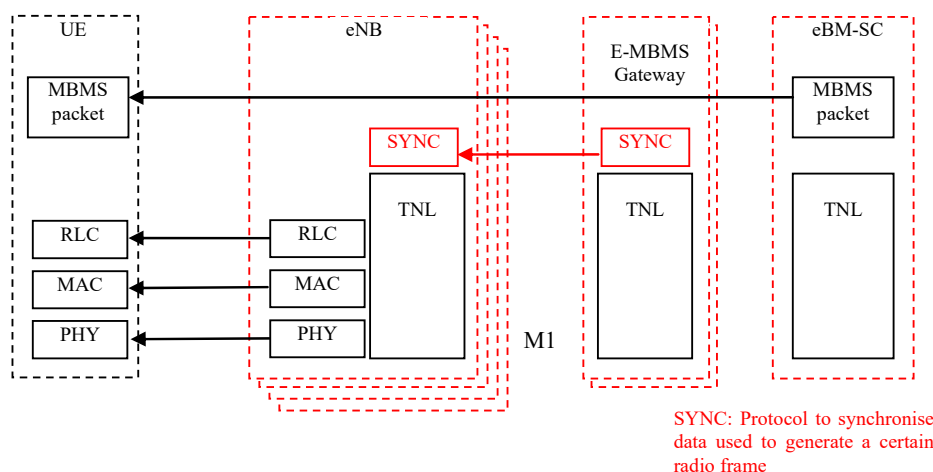 UE
eNB
E-MBMS
Gateway
eBM-SC
MBMS
packet
MBMS
packet
SYNC
SYNC
TNL
TNL
TNL
RLC
RLC
MAC
MAC
PHY
PHY
M1
SYNC: Protocol to synchronise
data used to generate a certain
radio frame